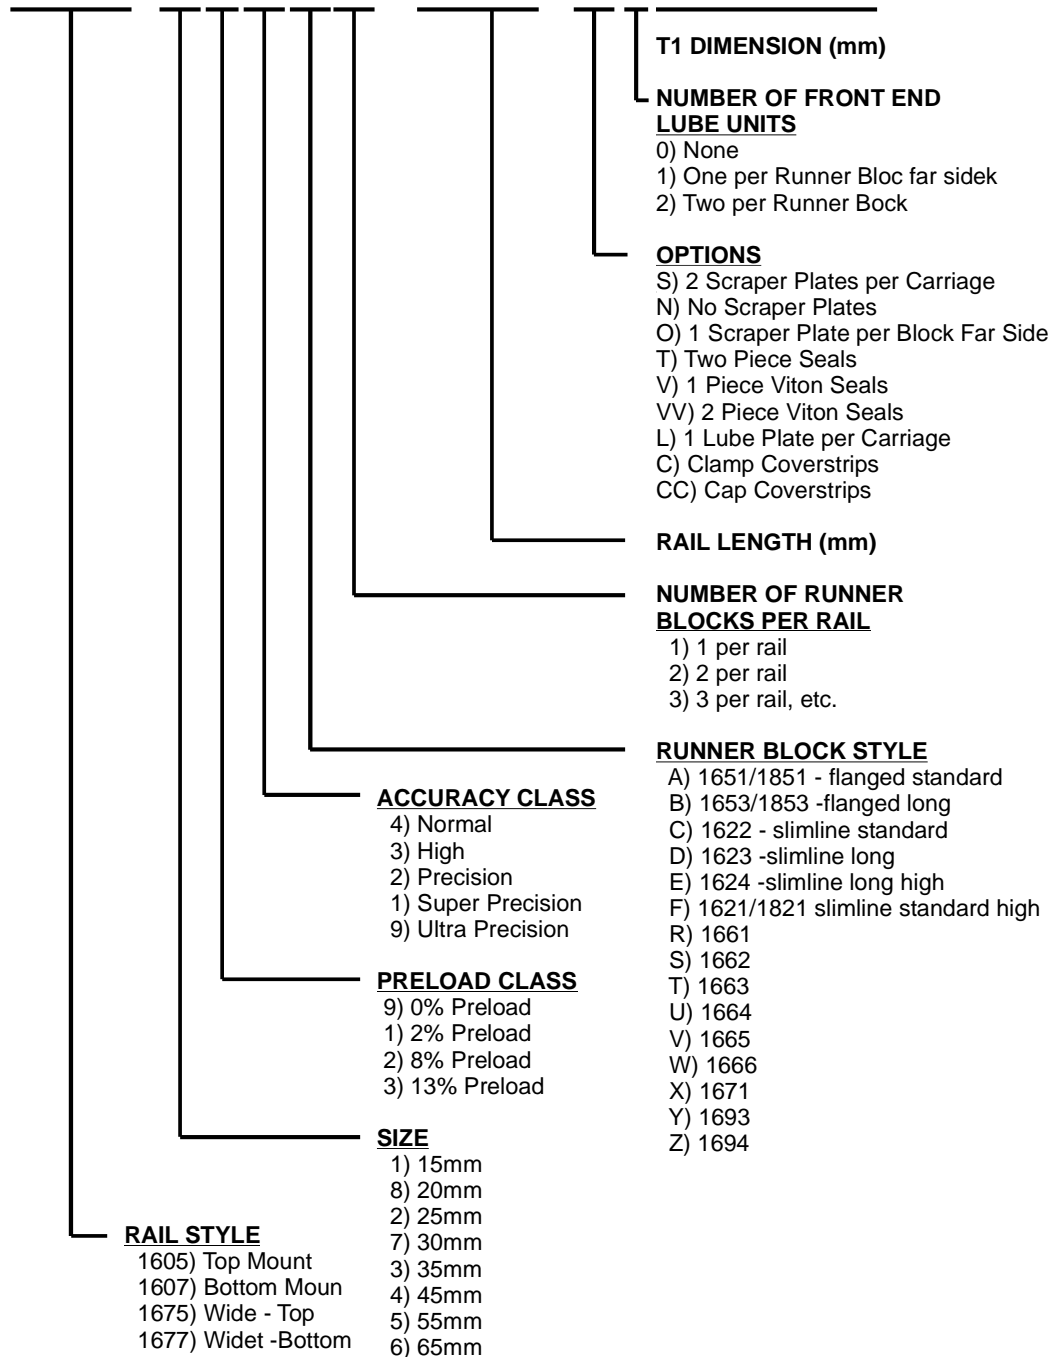 T1 DIMENSION (mm)
NUMBER OF FRONT END
LUBE UNITS
0) None
1) One per Runner Bloc far sidek
2) Two per Runner Bock
OPTIONS
S) 2 Scraper Plates per Carriage
N) No Scraper Plates
O) 1 Scraper Plate per Block Far Side
T) Two Piece Seals
V) 1 Piece Viton Seals
VV) 2 Piece Viton Seals
L) 1 Lube Plate per Carriage
C) Clamp Coverstrips
CC) Cap Coverstrips
RAIL LENGTH (mm)
NUMBER OF RUNNER
BLOCKS PER RAIL
1) 1 per rail
2) 2 per rail
3) 3 per rail, etc.
RUNNER BLOCK STYLE
A) 1651/1851 - flanged standard
B) 1653/1853 -flanged long
C) 1622 - slimline standard
D) 1623 -slimline long
E) 1624 -slimline long high
F) 1621/1821 slimline standard high
R) 1661
S) 1662
T) 1663
U) 1664
V) 1665
W) 1666
X) 1671
Y) 1693
Z) 1694
ACCURACY CLASS
4) Normal
3) High
2) Precision
1) Super Precision
9) Ultra Precision
PRELOAD CLASS
9) 0% Preload
1) 2% Preload
2) 8% Preload
3) 13% Preload
SIZE
1) 15mm
8) 20mm
2) 25mm
7) 30mm
3) 35mm
4) 45mm
5) 55mm
6) 65mm
RAIL STYLE
1605) Top Mount
1607) Bottom Moun
1675) Wide - Top
1677) Widet -Bottom